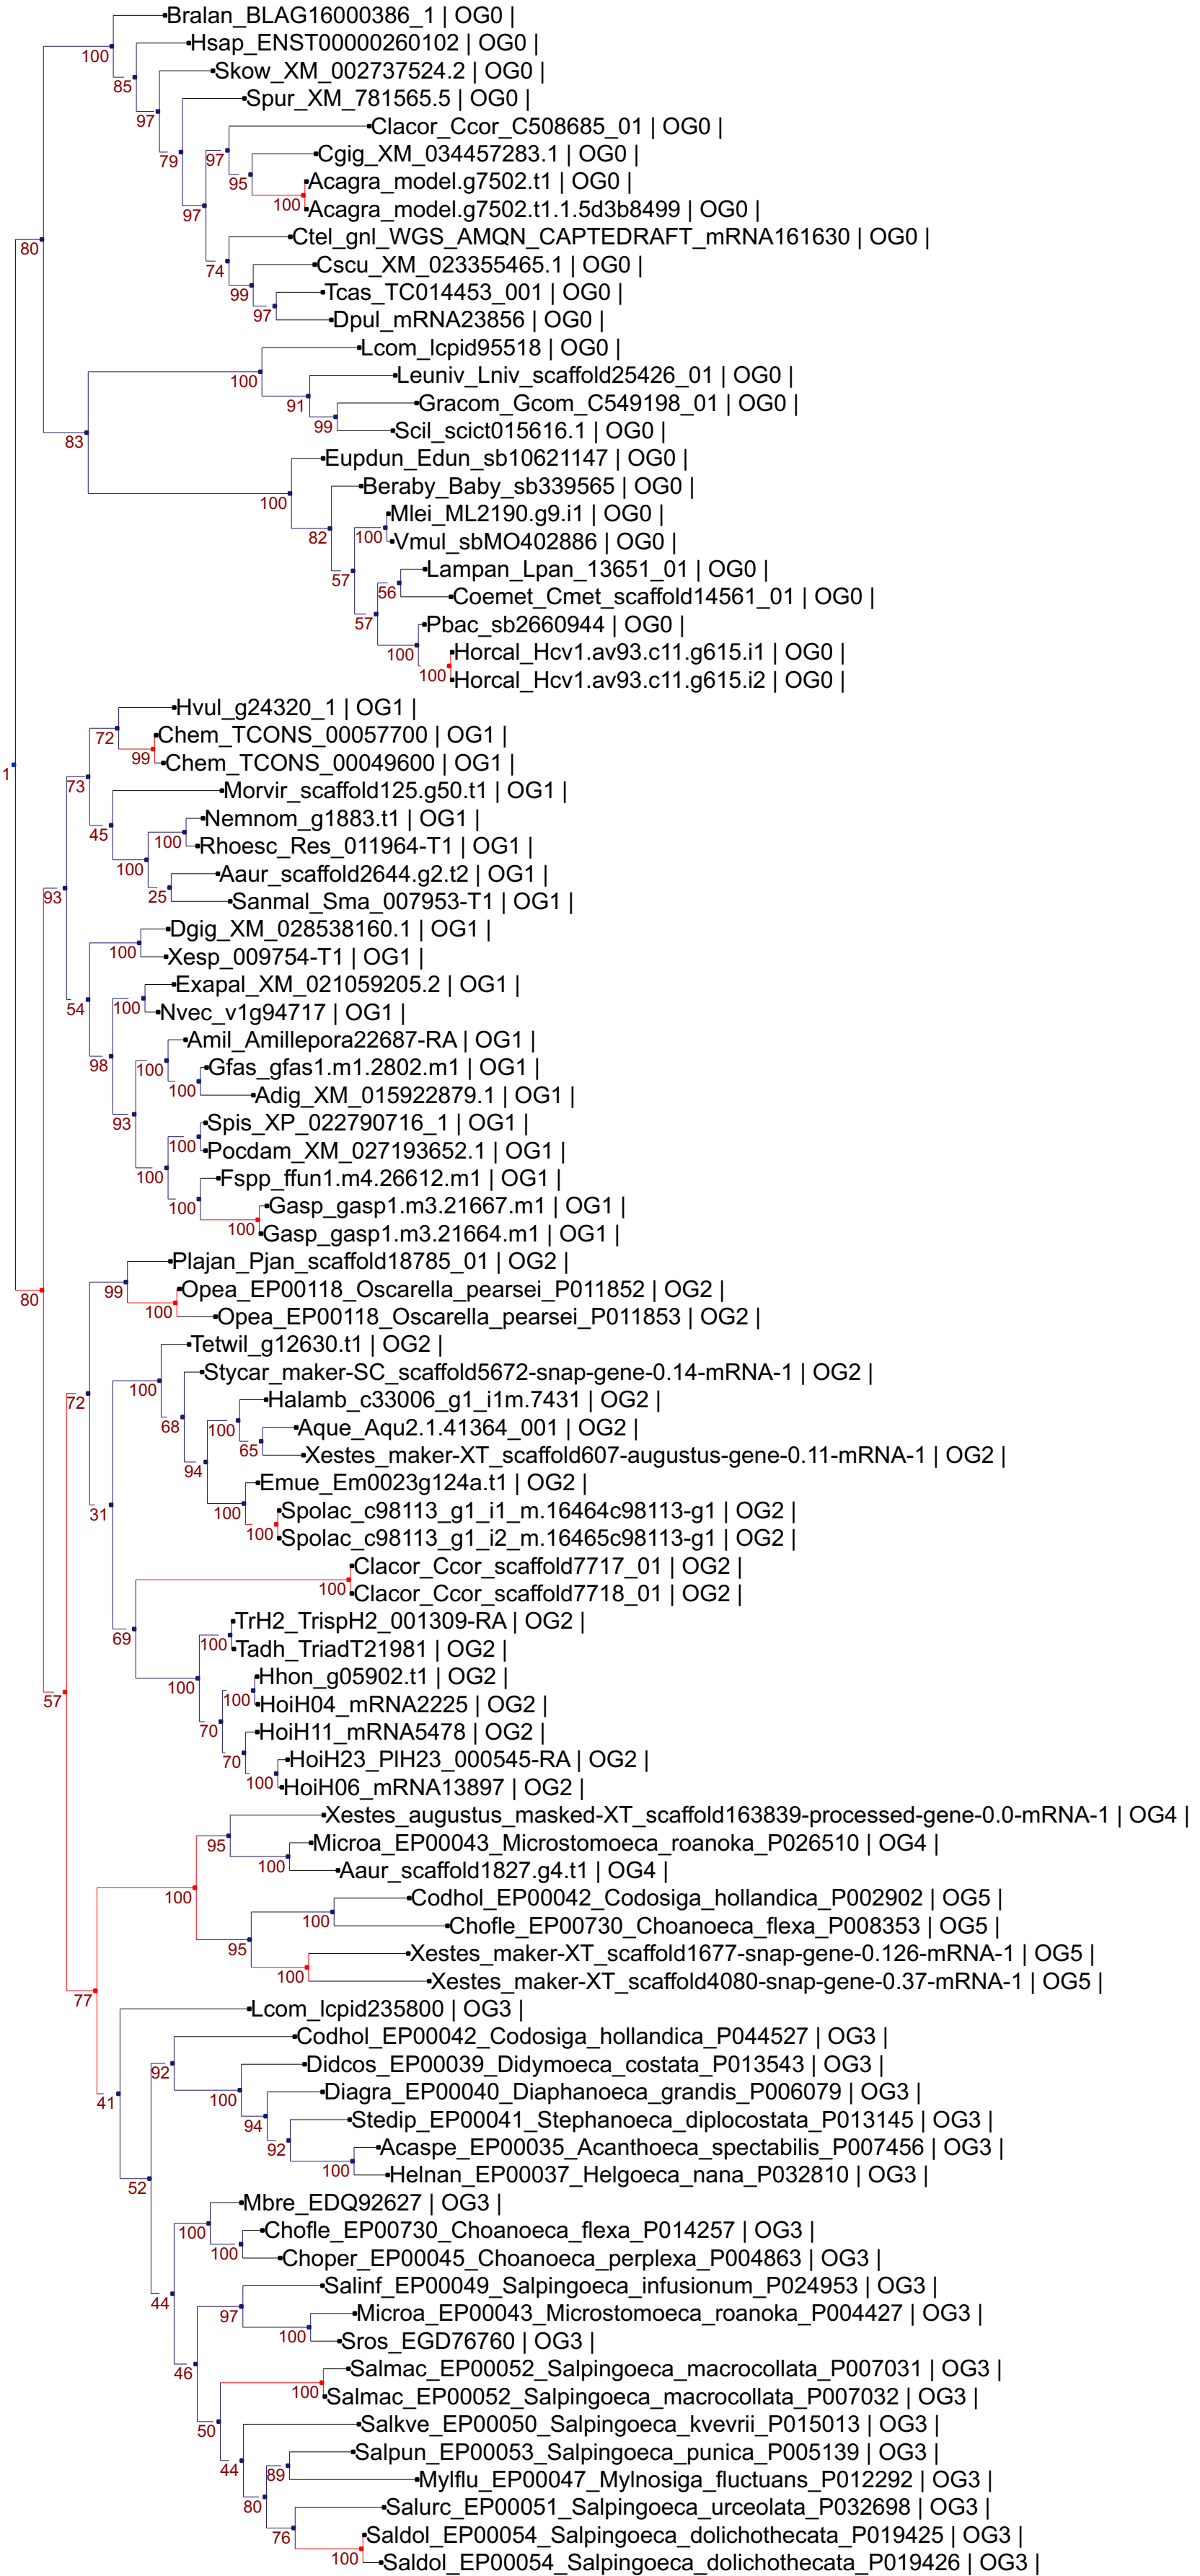 Bralan_BLAG16000386_1 | OG0 |
100
Hsap_ENST00000260102 | OG0 |
85
Skow_XM_002737524.2 | OG0 |
97
Spur_XM_781565.5 | OG0 |
79
Clacor_Ccor_C508685_01 | OG0 |
97
Cgig_XM_034457283.1 | OG0 |
95
Acagra_model.g7502.t1 | OG0 |
100
Acagra_model.g7502.t1.1.5d3b8499 | OG0 |
97
Ctel_gnl_WGS_AMQN_CAPTEDRAFT_mRNA161630 | OG0 |
80
74
Cscu_XM_023355465.1 | OG0 |
99
Tcas_TC014453_001 | OG0 |
97
Dpul_mRNA23856 | OG0 |
Lcom_lcpid95518 | OG0 |
100
Leuniv_Lniv_scaffold25426_01 | OG0 |
91
Gracom_Gcom_C549198_01 | OG0 |
99
Scil_scict015616.1 | OG0 |
83
Eupdun_Edun_sb10621147 | OG0 |
100
Beraby_Baby_sb339565 | OG0 |
82
Mlei_ML2190.g9.i1 | OG0 |
100
Vmul_sbMO402886 | OG0 |
57
Lampan_Lpan_13651_01 | OG0 |
56
Coemet_Cmet_scaffold14561_01 | OG0 |
57
Pbac_sb2660944 | OG0 |
100
Horcal_Hcv1.av93.c11.g615.i1 | OG0 |
100
Horcal_Hcv1.av93.c11.g615.i2 | OG0 |
Hvul_g24320_1 | OG1 |
72
Chem_TCONS_00057700 | OG1 |
99
Chem_TCONS_00049600 | OG1 |
1
73
Morvir_scaffold125.g50.t1 | OG1 |
45
Nemnom_g1883.t1 | OG1 |
100
Rhoesc_Res_011964-T1 | OG1 |
100
Aaur_scaffold2644.g2.t2 | OG1 |
25
Sanmal_Sma_007953-T1 | OG1 |
93
Dgig_XM_028538160.1 | OG1 |
100
Xesp_009754-T1 | OG1 |
54
Exapal_XM_021059205.2 | OG1 |
100
Nvec_v1g94717 | OG1 |
98
Amil_Amillepora22687-RA | OG1 |
100
Gfas_gfas1.m1.2802.m1 | OG1 |
100
Adig_XM_015922879.1 | OG1 |
93
Spis_XP_022790716_1 | OG1 |
100
Pocdam_XM_027193652.1 | OG1 |
100
Fspp_ffun1.m4.26612.m1 | OG1 |
100
Gasp_gasp1.m3.21667.m1 | OG1 |
100
Gasp_gasp1.m3.21664.m1 | OG1 |
Plajan_Pjan_scaffold18785_01 | OG2 |
99
Opea_EP00118_Oscarella_pearsei_P011852 | OG2 |
80
100
Opea_EP00118_Oscarella_pearsei_P011853 | OG2 |
Tetwil_g12630.t1 | OG2 |
100
Stycar_maker-SC_scaffold5672-snap-gene-0.14-mRNA-1 | OG2 |
72
68
Halamb_c33006_g1_i1m.7431 | OG2 |
100
Aque_Aqu2.1.41364_001 | OG2 |
65
Xestes_maker-XT_scaffold607-augustus-gene-0.11-mRNA-1 | OG2 |
94
Emue_Em0023g124a.t1 | OG2 |
100
Spolac_c98113_g1_i1_m.16464c98113-g1 | OG2 |
31
100
Spolac_c98113_g1_i2_m.16465c98113-g1 | OG2 |
Clacor_Ccor_scaffold7717_01 | OG2 |
100
Clacor_Ccor_scaffold7718_01 | OG2 |
69
TrH2_TrispH2_001309-RA | OG2 |
100
Tadh_TriadT21981 | OG2 |
100
Hhon_g05902.t1 | OG2 |
100
HoiH04_mRNA2225 | OG2 |
57
70
HoiH11_mRNA5478 | OG2 |
70
HoiH23_PlH23_000545-RA | OG2 |
100
HoiH06_mRNA13897 | OG2 |
Xestes_augustus_masked-XT_scaffold163839-processed-gene-0.0-mRNA-1 | OG4 |
95
Microa_EP00043_Microstomoeca_roanoka_P026510 | OG4 |
100
Aaur_scaffold1827.g4.t1 | OG4 |
100
Codhol_EP00042_Codosiga_hollandica_P002902 | OG5 |
100
Chofle_EP00730_Choanoeca_flexa_P008353 | OG5 |
95
Xestes_maker-XT_scaffold1677-snap-gene-0.126-mRNA-1 | OG5 |
100
Xestes_maker-XT_scaffold4080-snap-gene-0.37-mRNA-1 | OG5 |
77
Lcom_lcpid235800 | OG3 |
Codhol_EP00042_Codosiga_hollandica_P044527 | OG3 |
92
Didcos_EP00039_Didymoeca_costata_P013543 | OG3 |
100
Diagra_EP00040_Diaphanoeca_grandis_P006079 | OG3 |
41
94
Stedip_EP00041_Stephanoeca_diplocostata_P013145 | OG3 |
92
Acaspe_EP00035_Acanthoeca_spectabilis_P007456 | OG3 |
100
Helnan_EP00037_Helgoeca_nana_P032810 | OG3 |
52
Mbre_EDQ92627 | OG3 |
100
Chofle_EP00730_Choanoeca_flexa_P014257 | OG3 |
100
Choper_EP00045_Choanoeca_perplexa_P004863 | OG3 |
44
Salinf_EP00049_Salpingoeca_infusionum_P024953 | OG3 |
97
Microa_EP00043_Microstomoeca_roanoka_P004427 | OG3 |
100
Sros_EGD76760 | OG3 |
46
Salmac_EP00052_Salpingoeca_macrocollata_P007031 | OG3 |
100
Salmac_EP00052_Salpingoeca_macrocollata_P007032 | OG3 |
50
Salkve_EP00050_Salpingoeca_kvevrii_P015013 | OG3 |
44
Salpun_EP00053_Salpingoeca_punica_P005139 | OG3 |
89
Mylflu_EP00047_Mylnosiga_fluctuans_P012292 | OG3 |
80
Salurc_EP00051_Salpingoeca_urceolata_P032698 | OG3 |
76
Saldol_EP00054_Salpingoeca_dolichothecata_P019425 | OG3 |
100
Saldol_EP00054_Salpingoeca_dolichothecata_P019426 | OG3 |